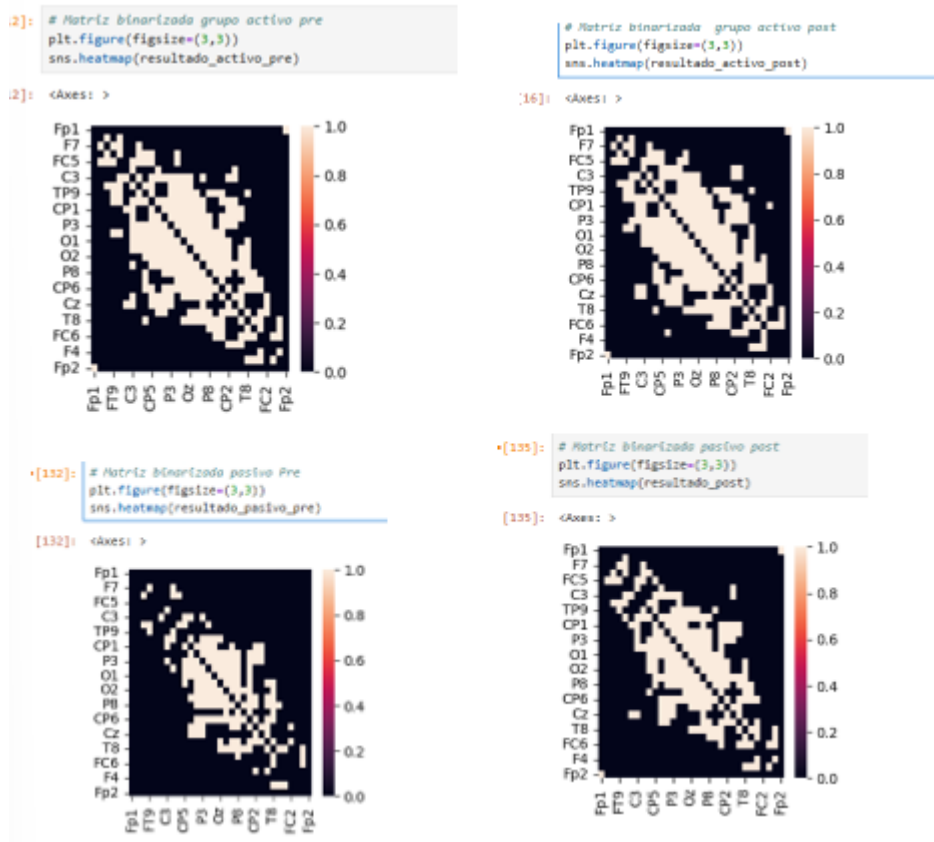 2]: # Matriz binarizada grupo activo pre
plt.figure(figsize=(3,3))
sns.heatmap(resultado_activo_pre)
2]: <Axes: >
Fp1
F7
FC5
C3
TP9
CP1
P3
O1
O2
P8
CP6
Cz
T8
FC6
F4
Fp2
1.0
0.8
0.6
0.4
0.2
0.0
Fp1 FT9 C3 CP5 P3 Oz P8 CP2 T8 FC2 Fp2
# Matriz binarizada  grupo activo post
plt.figure(figsize=(3,3))
sns.heatmap(resultado_activo_post)
[16]: <Axes: >
Fp1
F7
FC5
C3
TP9
CP1
P3
O1
O2
P8
CP6
Cz
T8
FC6
F4
Fp2
1.0
0.8
0.6
0.4
0.2
0.0
Fp1 FT9 C3 CP5 P3 Oz P8 CP2 T8 FC2 Fp2
•[132]: # Matriz binarizada pasivo Pre
plt.figure(figsize=(3,3))
sns.heatmap(resultado_pasivo_pre)
[132]: <Axes: >
Fp1
F7
FC5
C3
TP9
CP1
P3
O1
O2
P8
CP6
Cz
T8
FC6
F4
Fp2
1.0
0.8
0.6
0.4
0.2
0.0
Fp1 FT9 C3 CP5 P3 Oz P8 CP2 T8 FC2 Fp2
•[135]: # Matriz binarizada pasivo post
plt.figure(figsize=(3,3))
sns.heatmap(resultado_post)
[135]: <Axes: >
Fp1
F7
FC5
C3
TP9
CP1
P3
O1
O2
P8
CP6
Cz
T8
FC6
F4
Fp2
1.0
0.8
0.6
0.4
0.2
0.0
Fp1 FT9 C3 CP5 P3 Oz P8 CP2 T8 FC2 Fp2